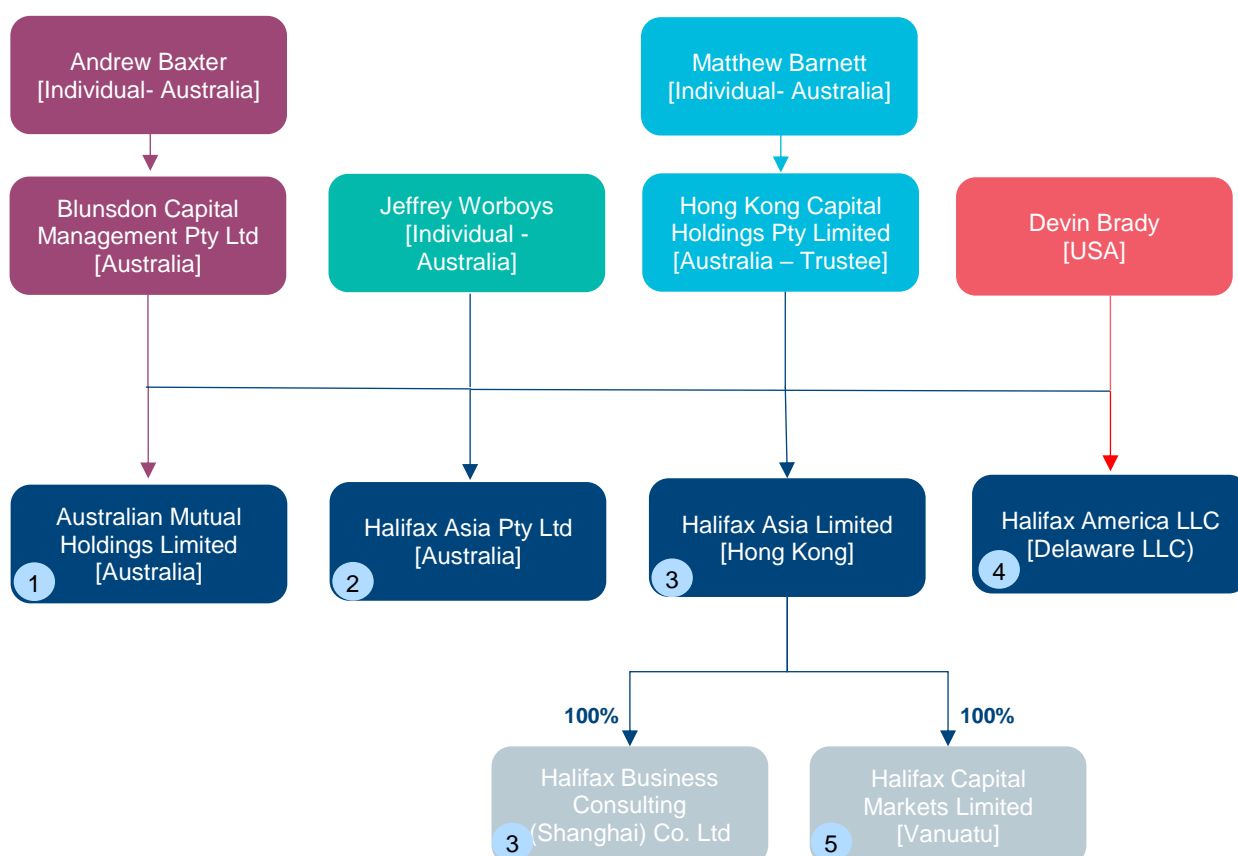 Andrew Baxter
[Individual- Australia]
Matthew Barnett
[Individual- Australia]
Blunsdon Capital
Management Pty Ltd
[Australia]
Jeffrey Worboys
[Individual -
Australia]
Hong Kong Capital
Holdings Pty Limited
[Australia – Trustee]
Devin Brady
[USA]
Australian Mutual
Holdings Limited
[Australia]
1
Halifax Asia Pty Ltd
[Australia]
2
Halifax Asia Limited
[Hong Kong]
3
Halifax America LLC
[Delaware LLC)
4
100%
100%
Halifax Business
Consulting
(Shanghai) Co. Ltd
3
Halifax Capital
Markets Limited
[Vanuatu]
5